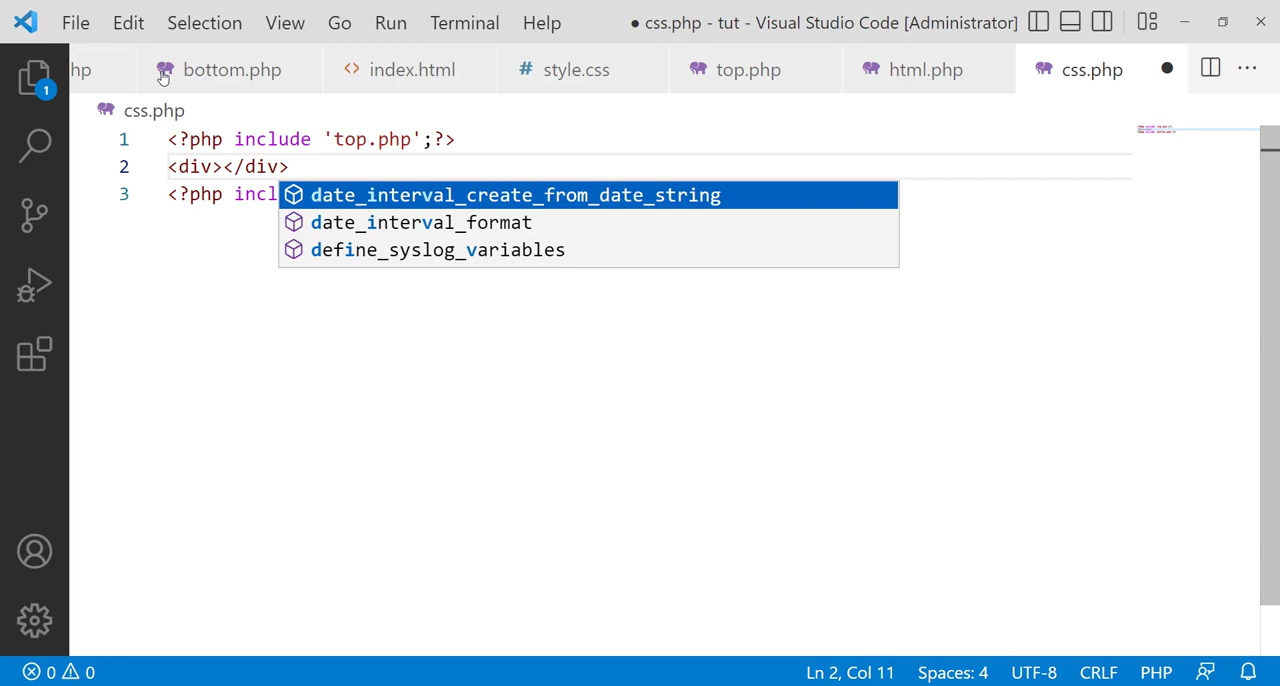 File Edit Selection View Go Run Terminal Help ● css.php - tut - Visual Studio Code [Administrator]
hp bottom.php index.html # style.css top.php html.php css.php
css.php
1 <?php include 'top.php';?>
2 <div></div>
3 <?php incl
date_interval_create_from_date_string
date_interval_format
define_syslog_variables
1
0 0 Ln 2, Col 11 Spaces: 4 UTF-8 CRLF PHP